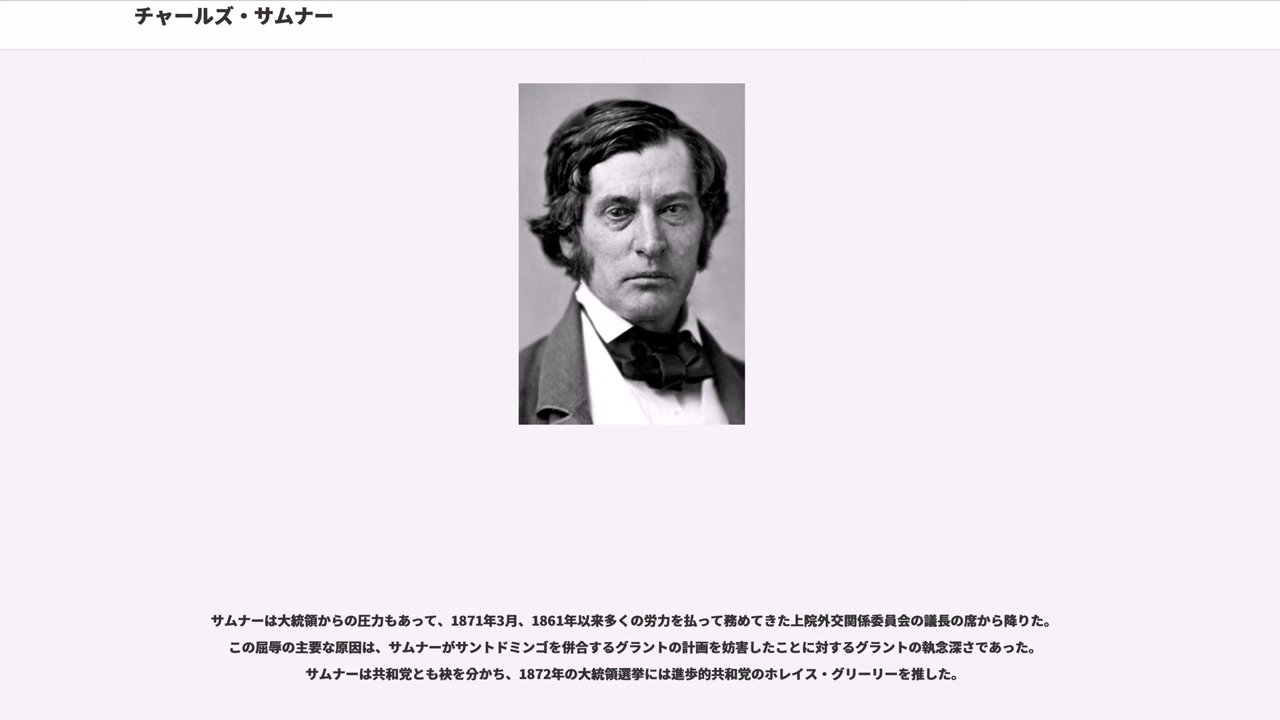 チャールズ・サムナー
サムナーは大統領からの圧力もあって、1871年3月、1861年以来多くの労力を払って務めてきた上院外交関係委員会の議長の席から降りた。
この屈辱の主要な原因は、サムナーがサントドミンゴを併合するグラントの計画を妨害したことに対するグラントの執念深さであった。
サムナーは共和党とも袂を分かち、1872年の大統領選挙には進歩的共和党のホレイス・グリーリーを推した。